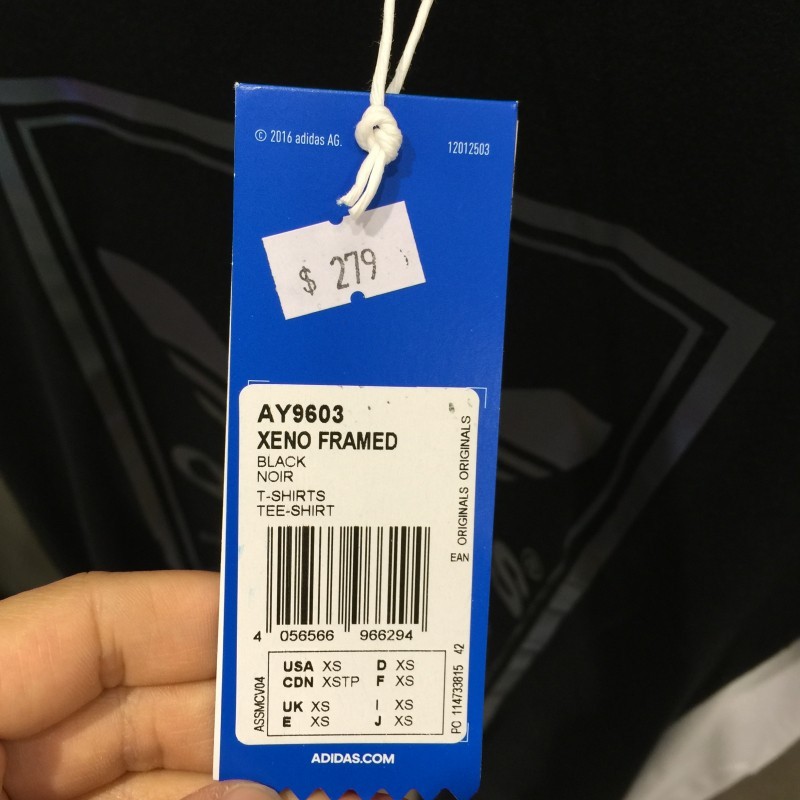 © 2016 adidas AG.
12012503
$ 279
AY9603
XENO FRAMED
BLACK
NOIR
T-SHIRTS
TEE-SHIRT
ORIGINALS ORIGINALS
EAN
4 056566 966294
ASSMCV04
USA XS D XS
CDN XSTP F XS
UK XS I XS
E XS J XS
PO 114733815 42
ADIDAS.COM